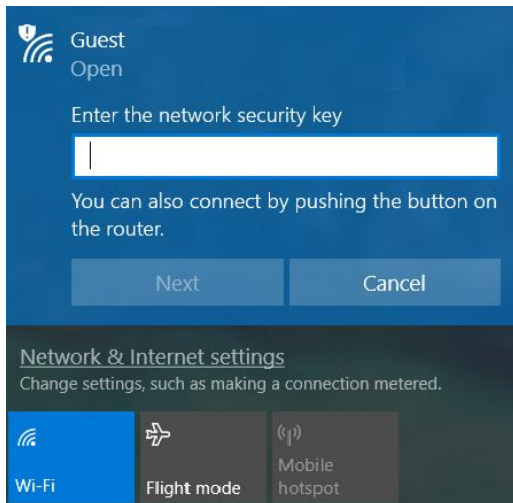 Guest
Open
Enter the network security key
You can also connect by pushing the button on
the router.
Next
Cancel
Network & Internet settings
Change settings, such as making a connection metered.
Wi-Fi
Flight mode
Mobile
hotspot